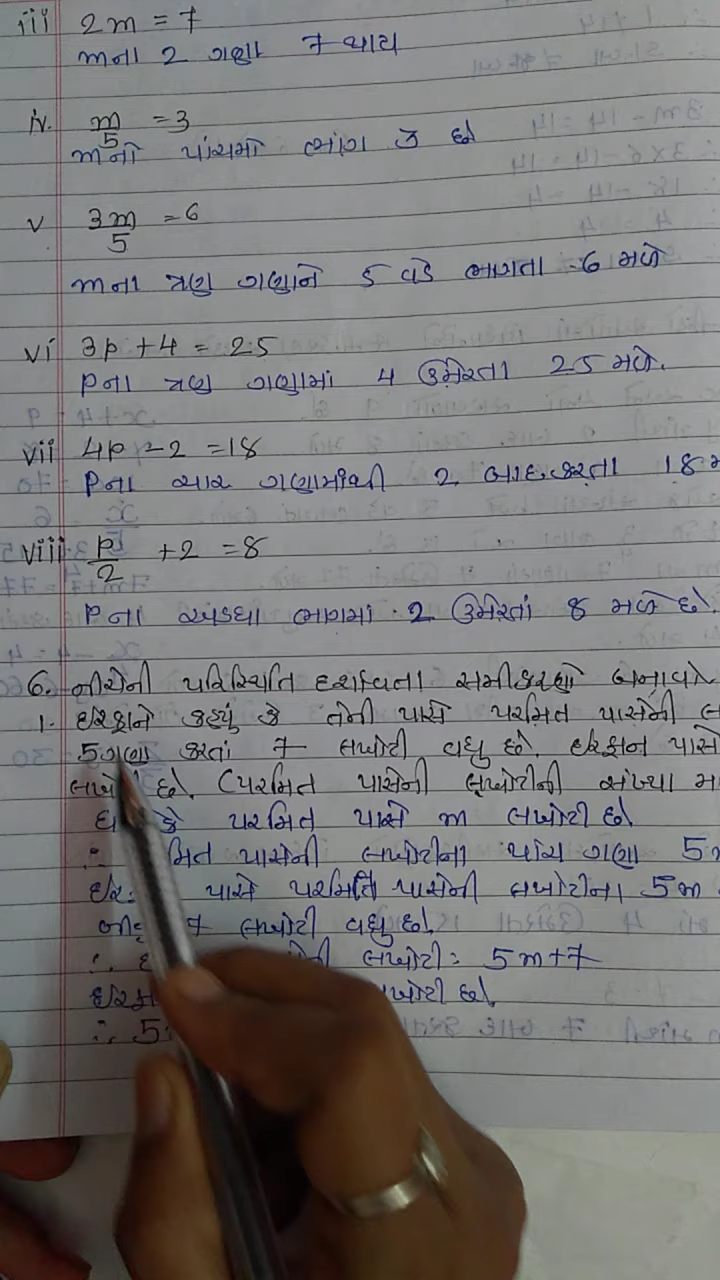 iii 2m = 7
mના 2 ગણા 7 થાય
iv. m/5 = 3
mનો પાંચમો ભાગ 3 છે
v 3m/5 = 6
mના ત્રણ ગણાને 5 વડે ભાગતા 6 મળે
vi 3p + 4 = 25
pના ત્રણ ગણામાં 4 ઉમેરતા 25 મળે.
vii 4p - 2 = 18
pના ચાર ગણામાંથી 2 બાદ કરતા 18
viii p/2 + 2 = 8
pના અડધા ભાગમાં 2 ઉમેરતાં 8 મળે છે.
6. નીચેની પરિસ્થિતિ દર્શાવતા સમીકરણો બનાવો.
1. ઇરફાને કહ્યું કે તેની પાસે પરમિત પાસેની
5ગણા કરતાં 7 લખોટી વધુ છે. ઇરફાન પાસે
છે. (પરમિત પાસેની લખોટીની સંખ્યા
કે પરમિત પાસે m લખોટી છે
∴ મિત પાસેની લખોટીના પાંચ ગણા
પાસે પરમિત પાસેની લખોટીના 5m
7 લખોટી વધુ છે.
∴ લખોટી = 5m+7
લખોટી છે.
∴ 5